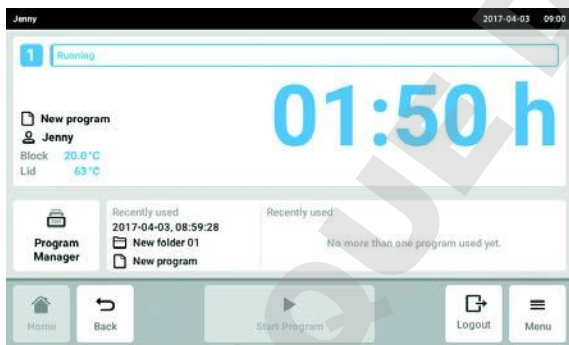 Jenny 2017-04-03 09:00
1 Running
01:50 h
New program
Jenny
Block 20.0°C
Lid 63°C
Program Manager
Recently used
2017-04-03, 08:59:28
New folder 01
New program
Recently used
No more than one program used yet.
Home
Back
Start Program
Logout
Menu